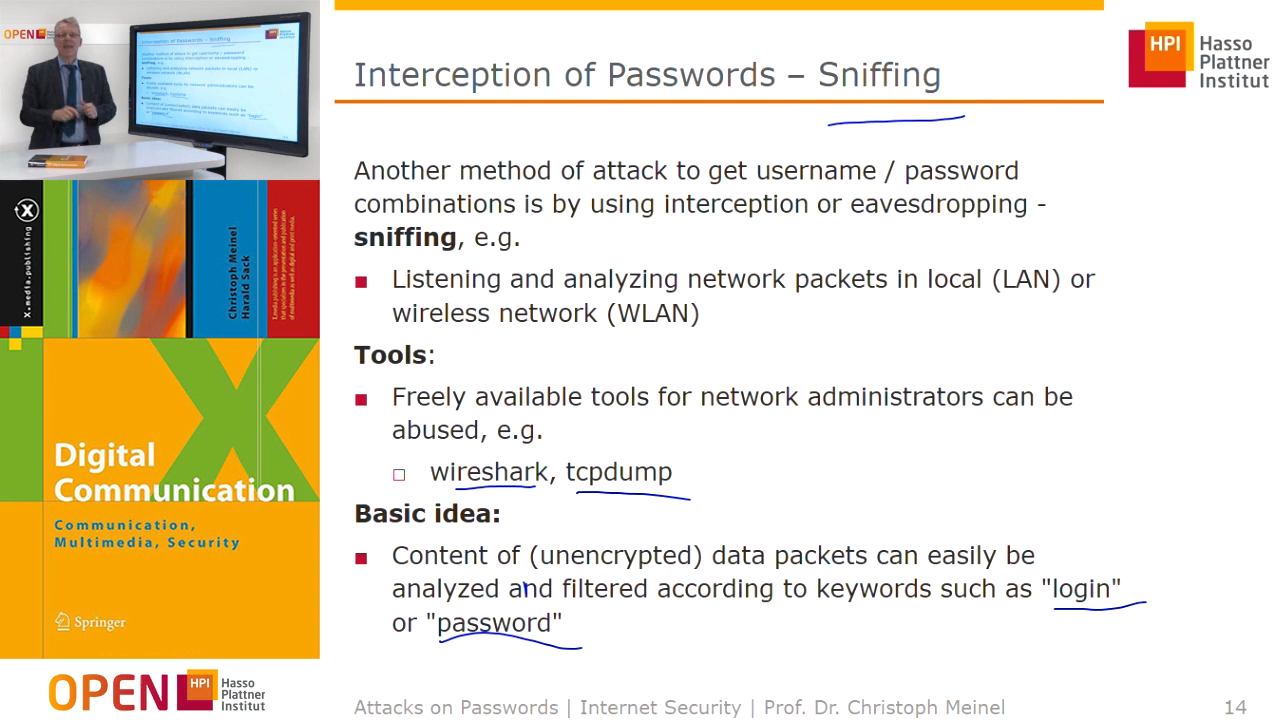 Interception of Passwords – Sniffing
HPI Hasso
Plattner
Institut
Another method of attack to get username / password
combinations is by using interception or eavesdropping -
sniffing, e.g.
■ Listening and analyzing network packets in local (LAN) or
wireless network (WLAN)
Tools:
■ Freely available tools for network administrators can be
abused, e.g.
□ wireshark, tcpdump
Basic idea:
■ Content of (unencrypted) data packets can easily be
analyzed and filtered according to keywords such as "login"
or "password"
Attacks on Passwords | Internet Security | Prof. Dr. Christoph Meinel
14
OPEN
Interception of Passwords – Sniffing
X.media.publishing
Christoph Meinel
Harald Sack
Digital
Communication
Communication,
Multimedia, Security
Springer
OPEN HPI Hasso
Plattner
Institut